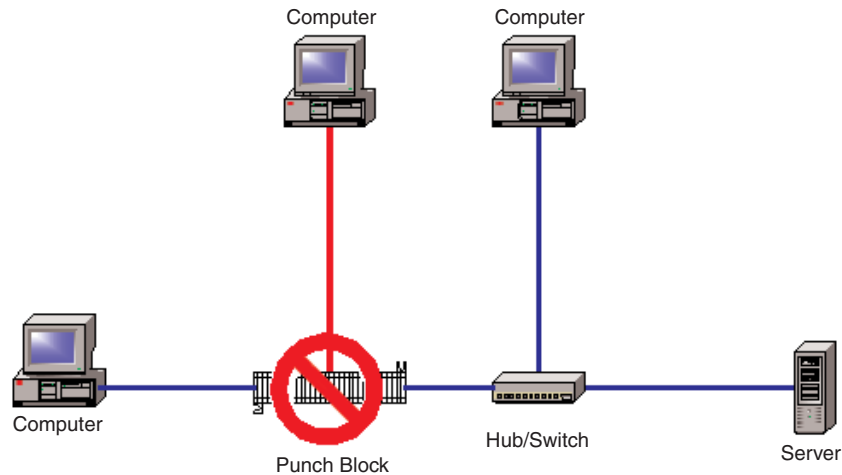 Computer
Computer
Computer
Punch Block
Hub/Switch
Server